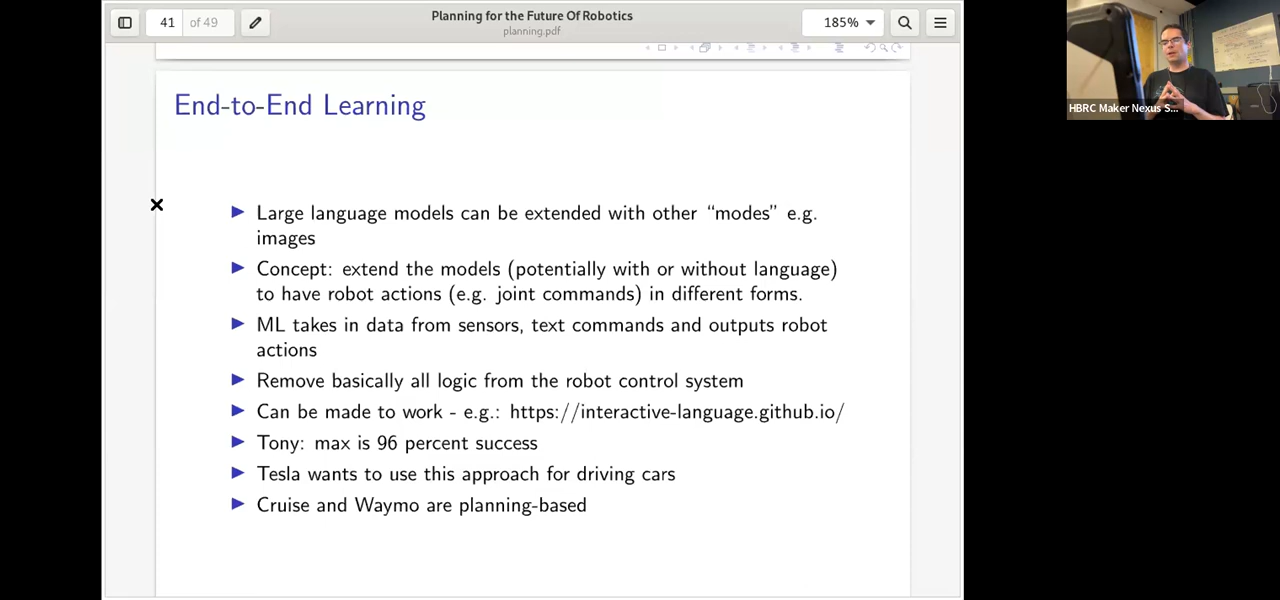 41 of 49
Planning for the Future Of Robotics
planning.pdf
185%
End-to-End Learning
Large language models can be extended with other “modes” e.g.
images
Concept: extend the models (potentially with or without language)
to have robot actions (e.g. joint commands) in different forms.
ML takes in data from sensors, text commands and outputs robot
actions
Remove basically all logic from the robot control system
Can be made to work - e.g.: https://interactive-language.github.io/
Tony: max is 96 percent success
Tesla wants to use this approach for driving cars
Cruise and Waymo are planning-based
HBRC Maker Nexus S...